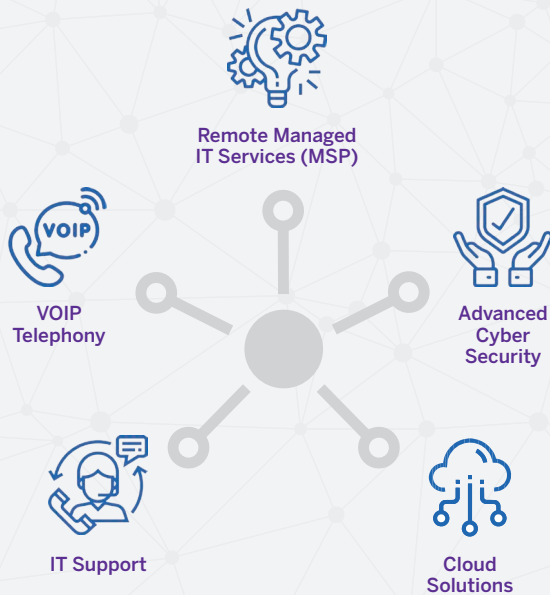 Remote Managed
IT Services (MSP)
VOIP
VOIP
Telephony
Advanced
Cyber
Security
IT Support
Cloud
Solutions